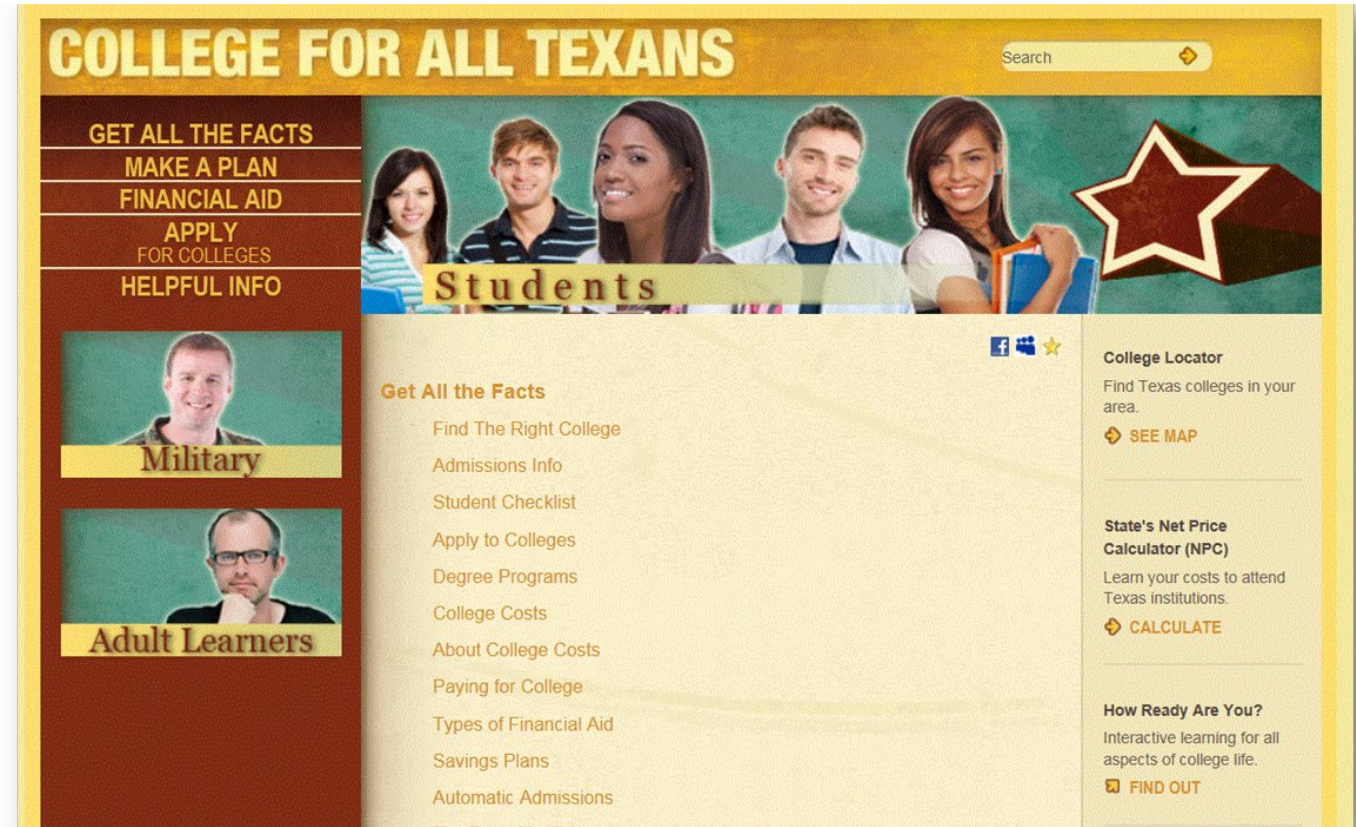 COLLEGE FOR ALL TEXANS
Search
GET ALL THE FACTS
MAKE A PLAN
FINANCIAL AID
APPLY
FOR COLLEGES
HELPFUL INFO
Military
Adult Learners
Students
Get All the Facts
Find The Right College
Admissions Info
Student Checklist
Apply to Colleges
Degree Programs
College Costs
About College Costs
Paying for College
Types of Financial Aid
Savings Plans
Automatic Admissions
College Locator
Find Texas colleges in your
area.
SEE MAP
State's Net Price
Calculator (NPC)
Learn your costs to attend
Texas institutions.
CALCULATE
How Ready Are You?
Interactive learning for all
aspects of college life.
FIND OUT